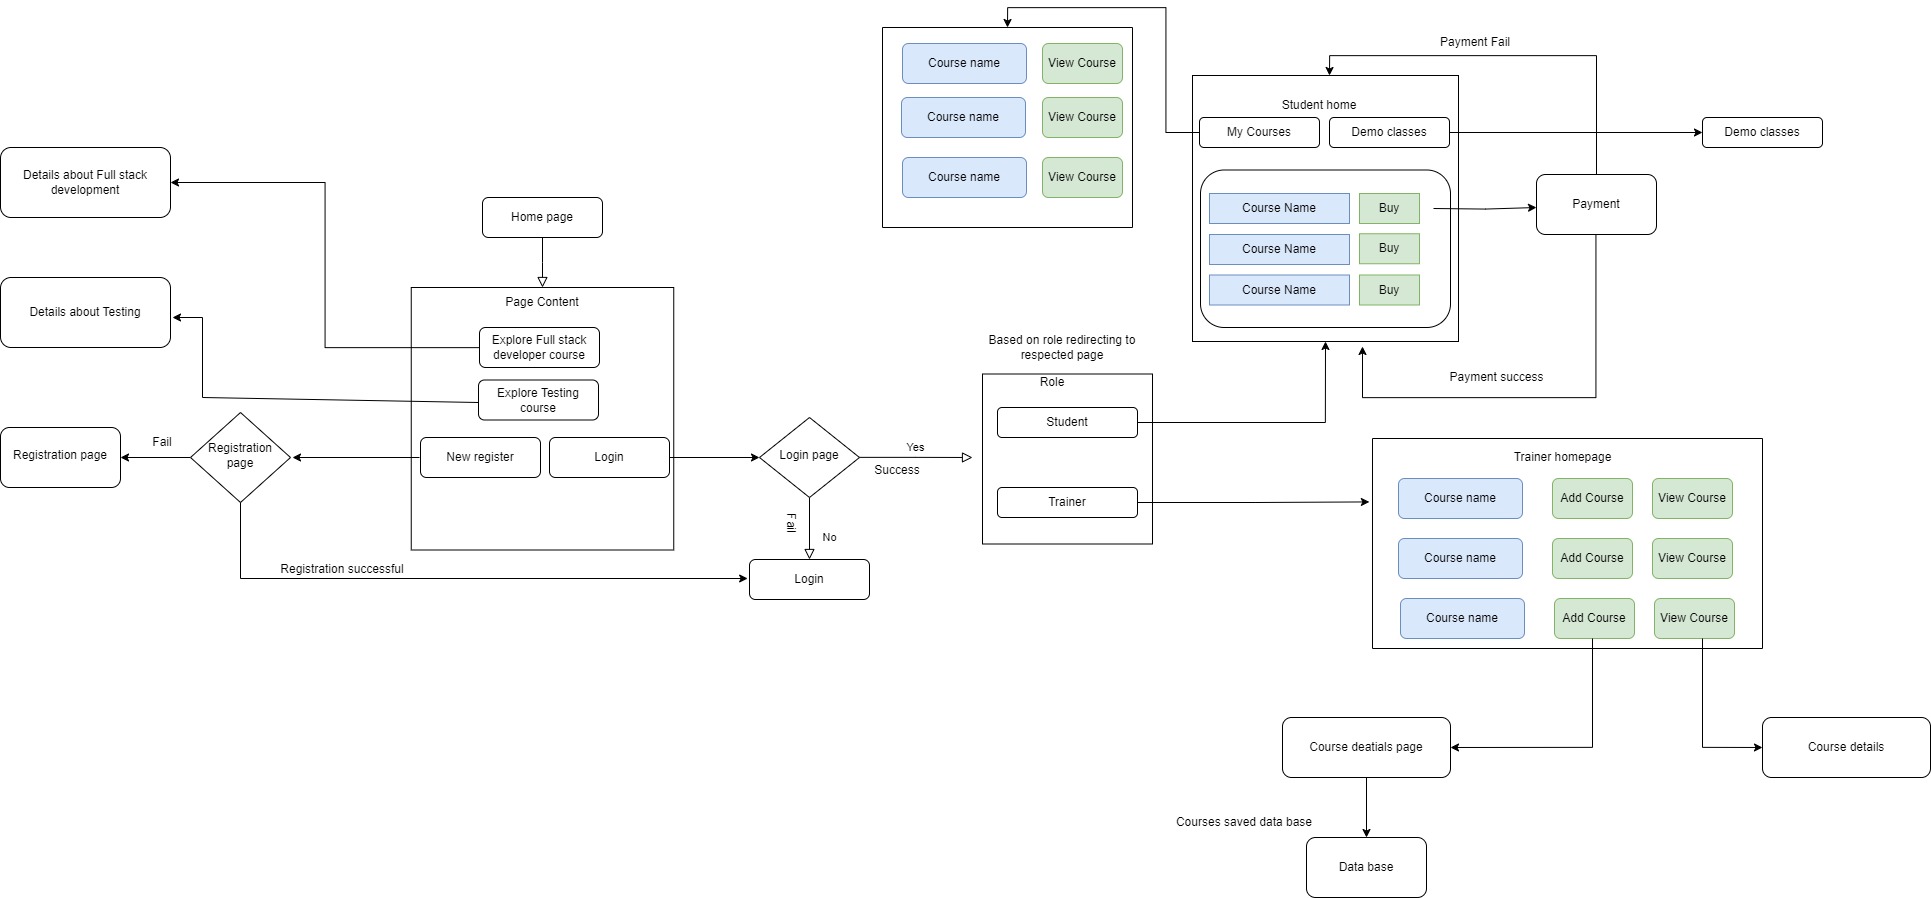 Payment Fail
Course name
View Course
Course name
View Course
Course name
View Course
Student home
My Courses
Demo classes
Demo classes
Course Name
Buy
Course Name
Buy
Course Name
Buy
Payment
Payment success
Details about Full stack
development
Details about Testing
Home page
Page Content
Explore Full stack
developer course
Explore Testing
course
New register
Login
Registration
page
Fail
Registration page
Registration successful
Login page
Yes
Success
Fail
No
Login
Based on role redirecting to
respected page
Role
Student
Trainer
Trainer homepage
Course name
Add Course
View Course
Course name
Add Course
View Course
Course name
Add Course
View Course
Course deatials page
Course details
Courses saved data base
Data base